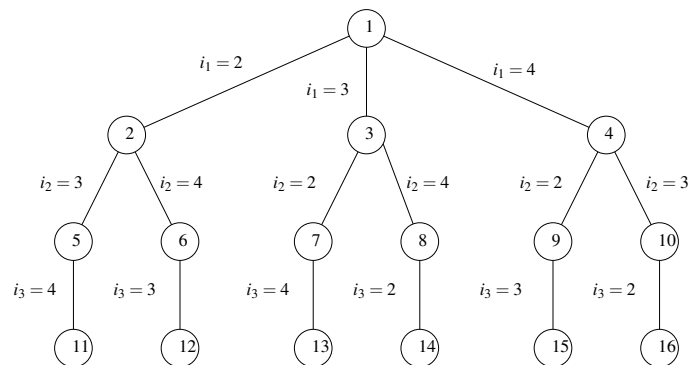 1
i₁ = 2
i₁ = 3
i₁ = 4
2
3
4
i₂ = 3
i₂ = 4
i₂ = 2
i₂ = 4
i₂ = 2
i₂ = 3
5
6
7
8
9
10
i₃ = 4
i₃ = 3
i₃ = 4
i₃ = 2
i₃ = 3
i₃ = 2
11
12
13
14
15
16